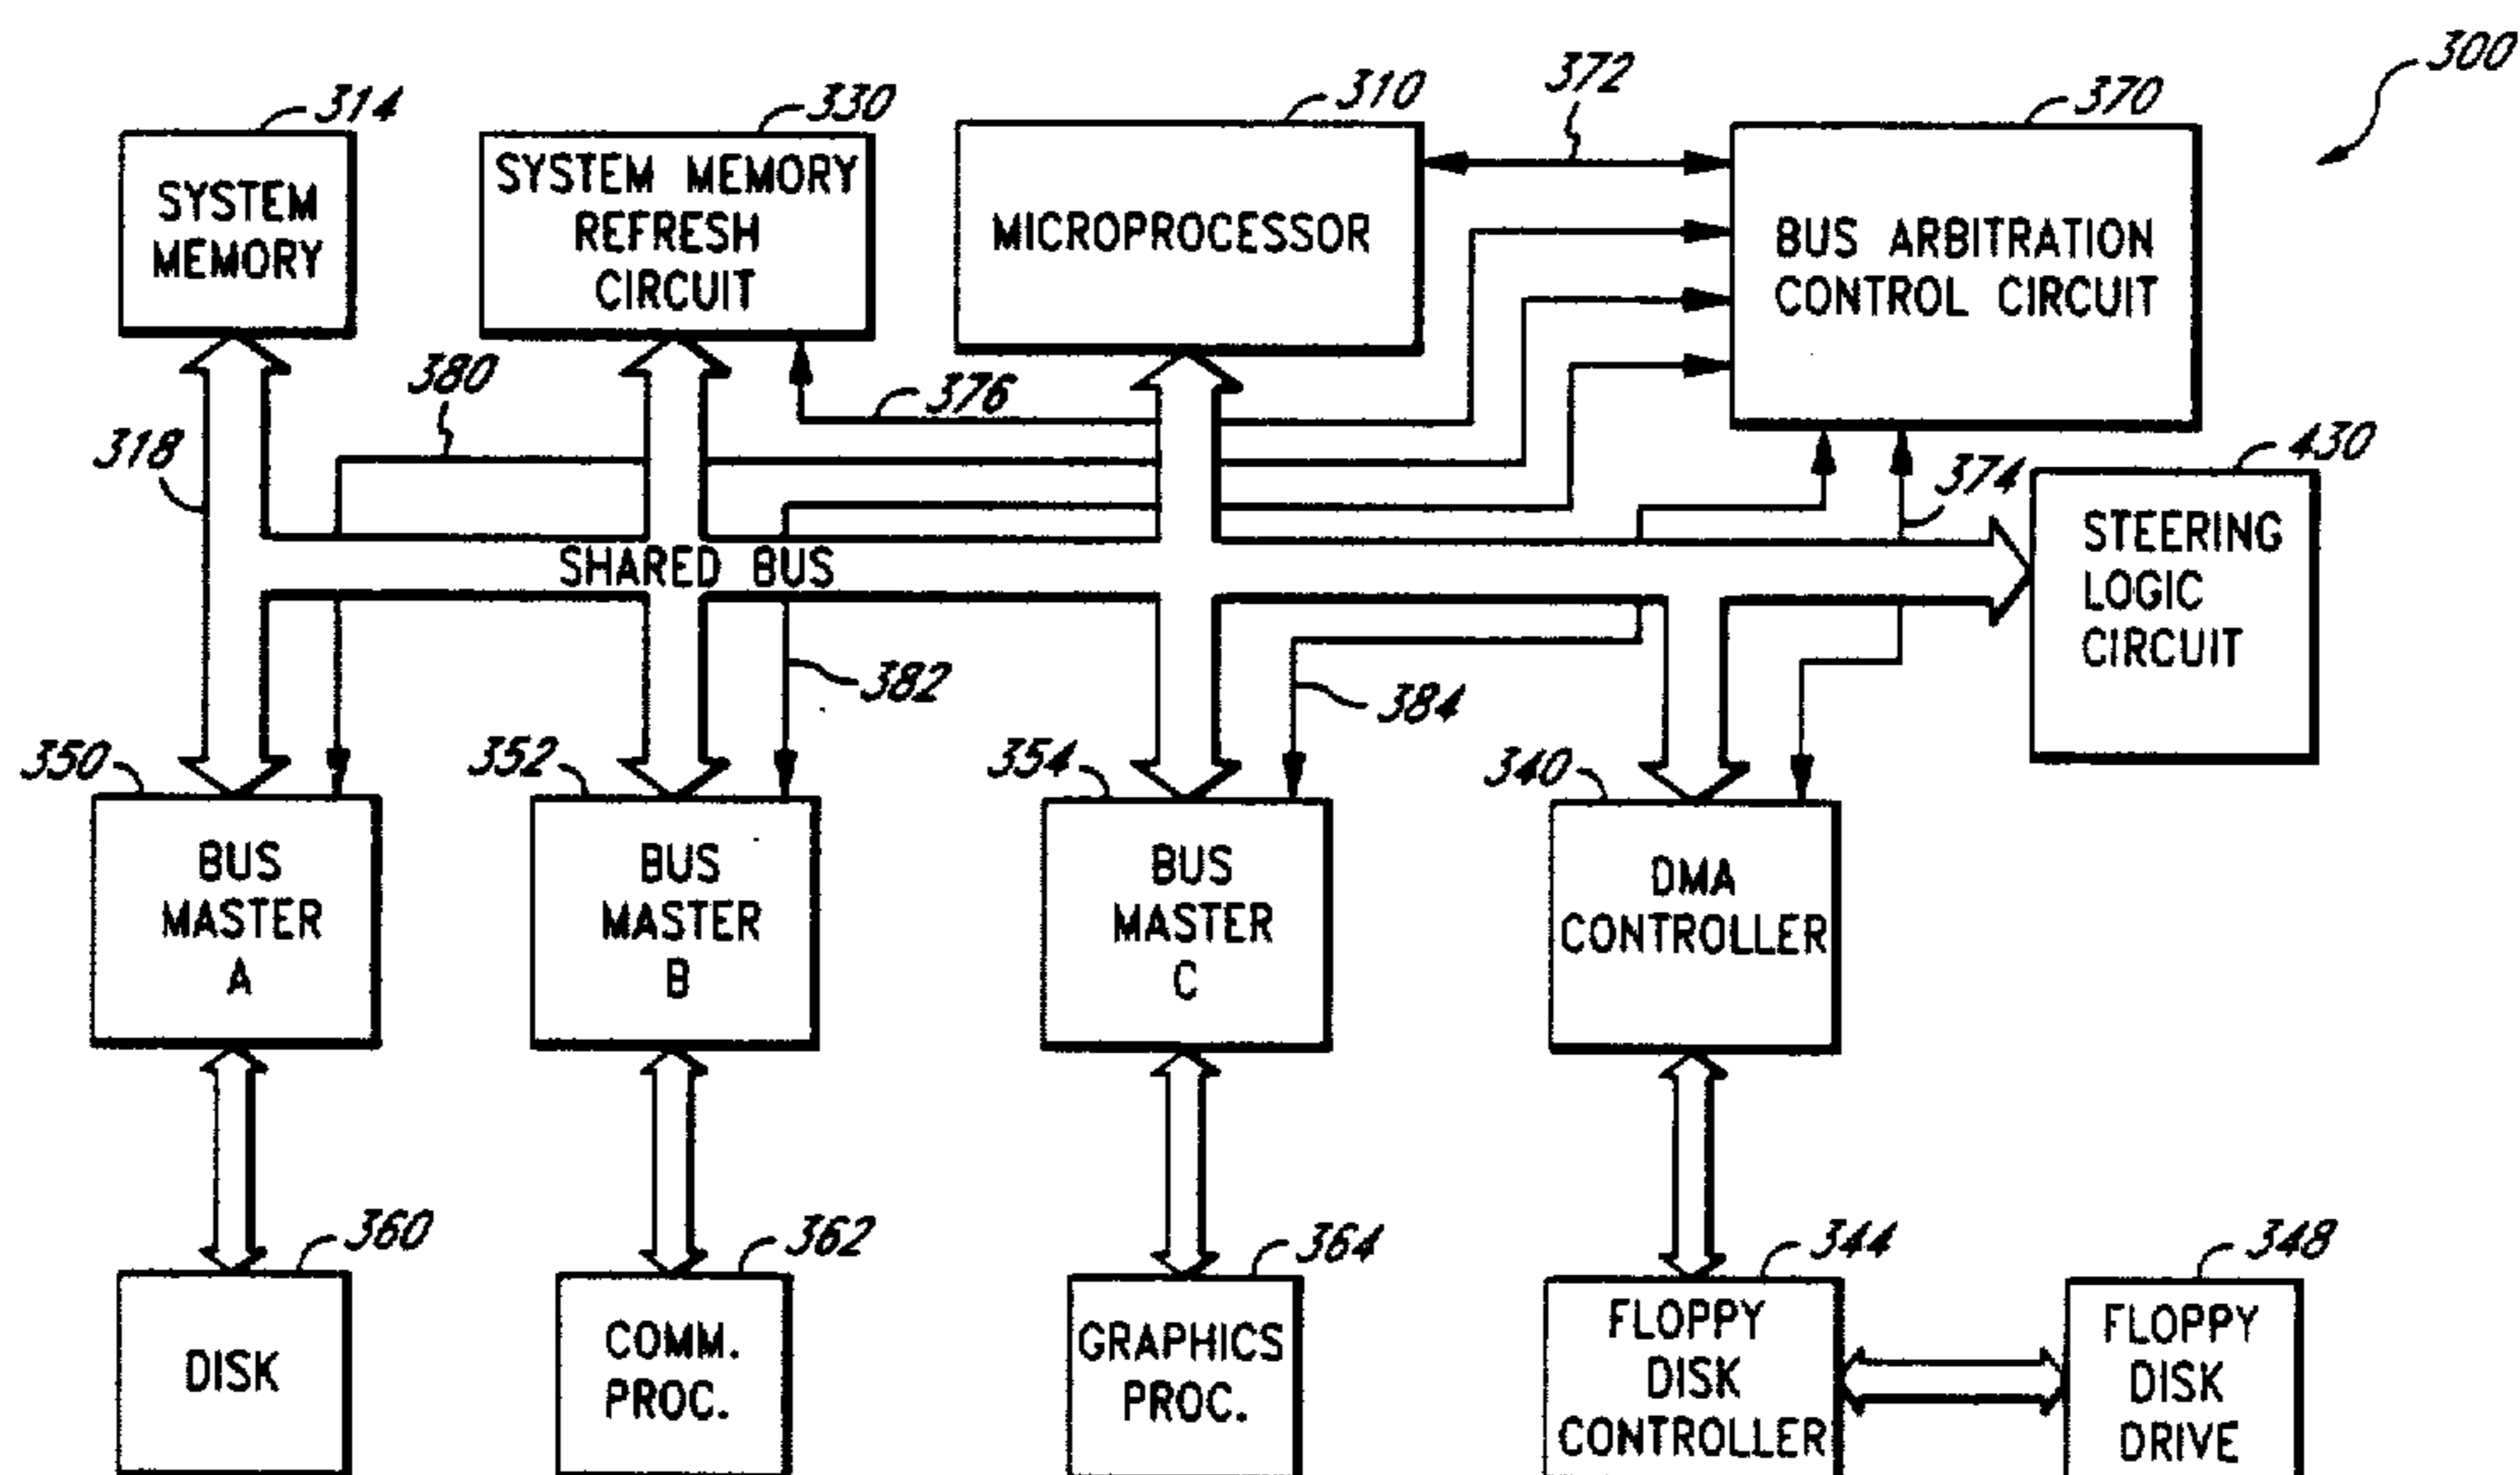 300
314
330
310
372
370
SYSTEM
MEMORY
SYSTEM MEMORY
REFRESH
CIRCUIT
MICROPROCESSOR
BUS ARBITRATION
CONTROL CIRCUIT
380
376
318
374
430
STEERING
LOGIC
CIRCUIT
SHARED BUS
382
384
350
352
354
340
BUS
MASTER
A
BUS
MASTER
B
BUS
MASTER
C
DMA
CONTROLLER
360
362
364
344
348
DISK
COMM.
PROC.
GRAPHICS
PROC.
FLOPPY
DISK
CONTROLLER
FLOPPY
DISK
DRIVE